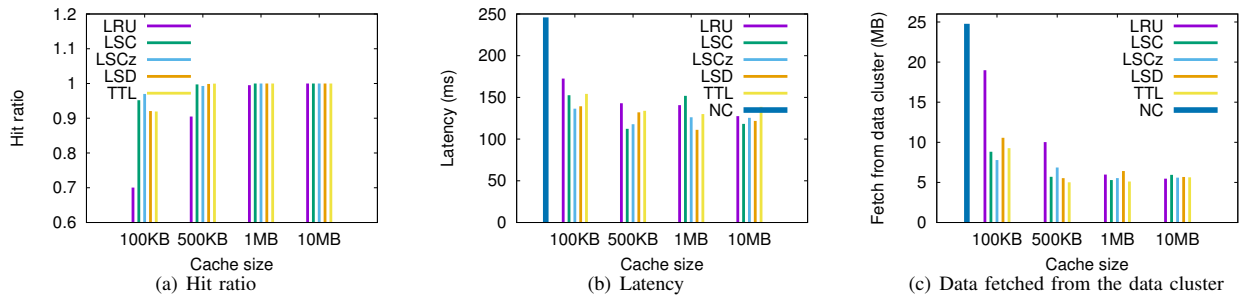 1.2
1.1
1
0.9
0.8
0.7
0.6
Hit ratio
LRU
LSC
LSCz
LSD
TTL
100KB 500KB 1MB 10MB
Cache size
(a) Hit ratio
250
200
150
100
50
0
Latency (ms)
LRU
LSC
LSCz
LSD
TTL
NC
100KB 500KB 1MB 10MB
Cache size
(b) Latency
25
20
15
10
5
0
Fetch from data cluster (MB)
LRU
LSC
LSCz
LSD
TTL
NC
100KB 500KB 1MB 10MB
Cache size
(c) Data fetched from the data cluster